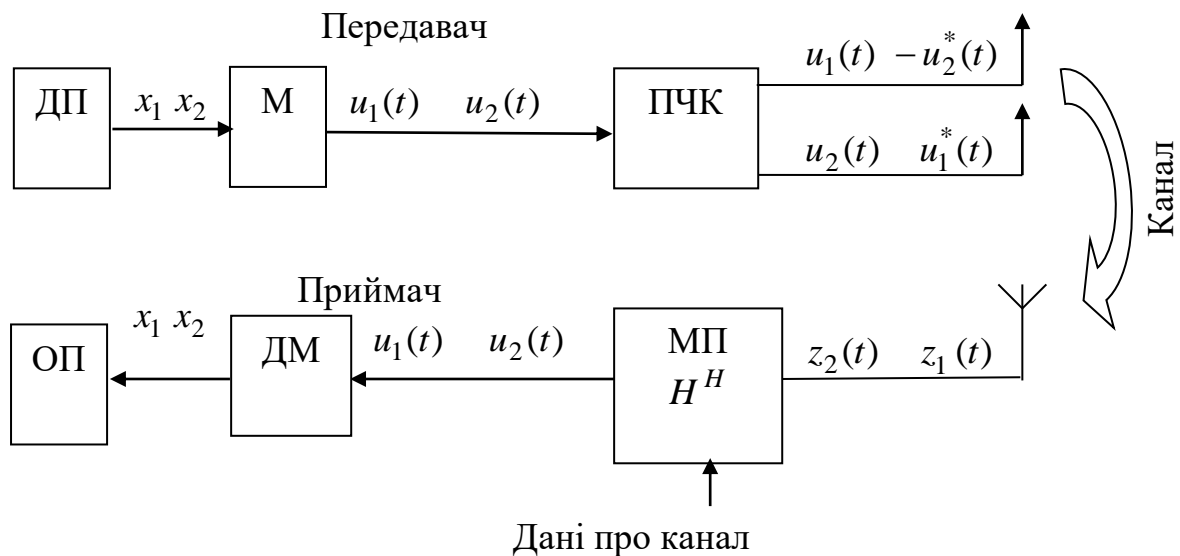 Передавач
u₁(t) −u₂*(t)
ДП x₁ x₂ М u₁(t) u₂(t) ПЧК
u₂(t) u₁*(t)
Канал
Приймач
ОП x₁ x₂ ДМ u₁(t) u₂(t) МП z₂(t) z₁(t)
Hᴴ
Дані про канал